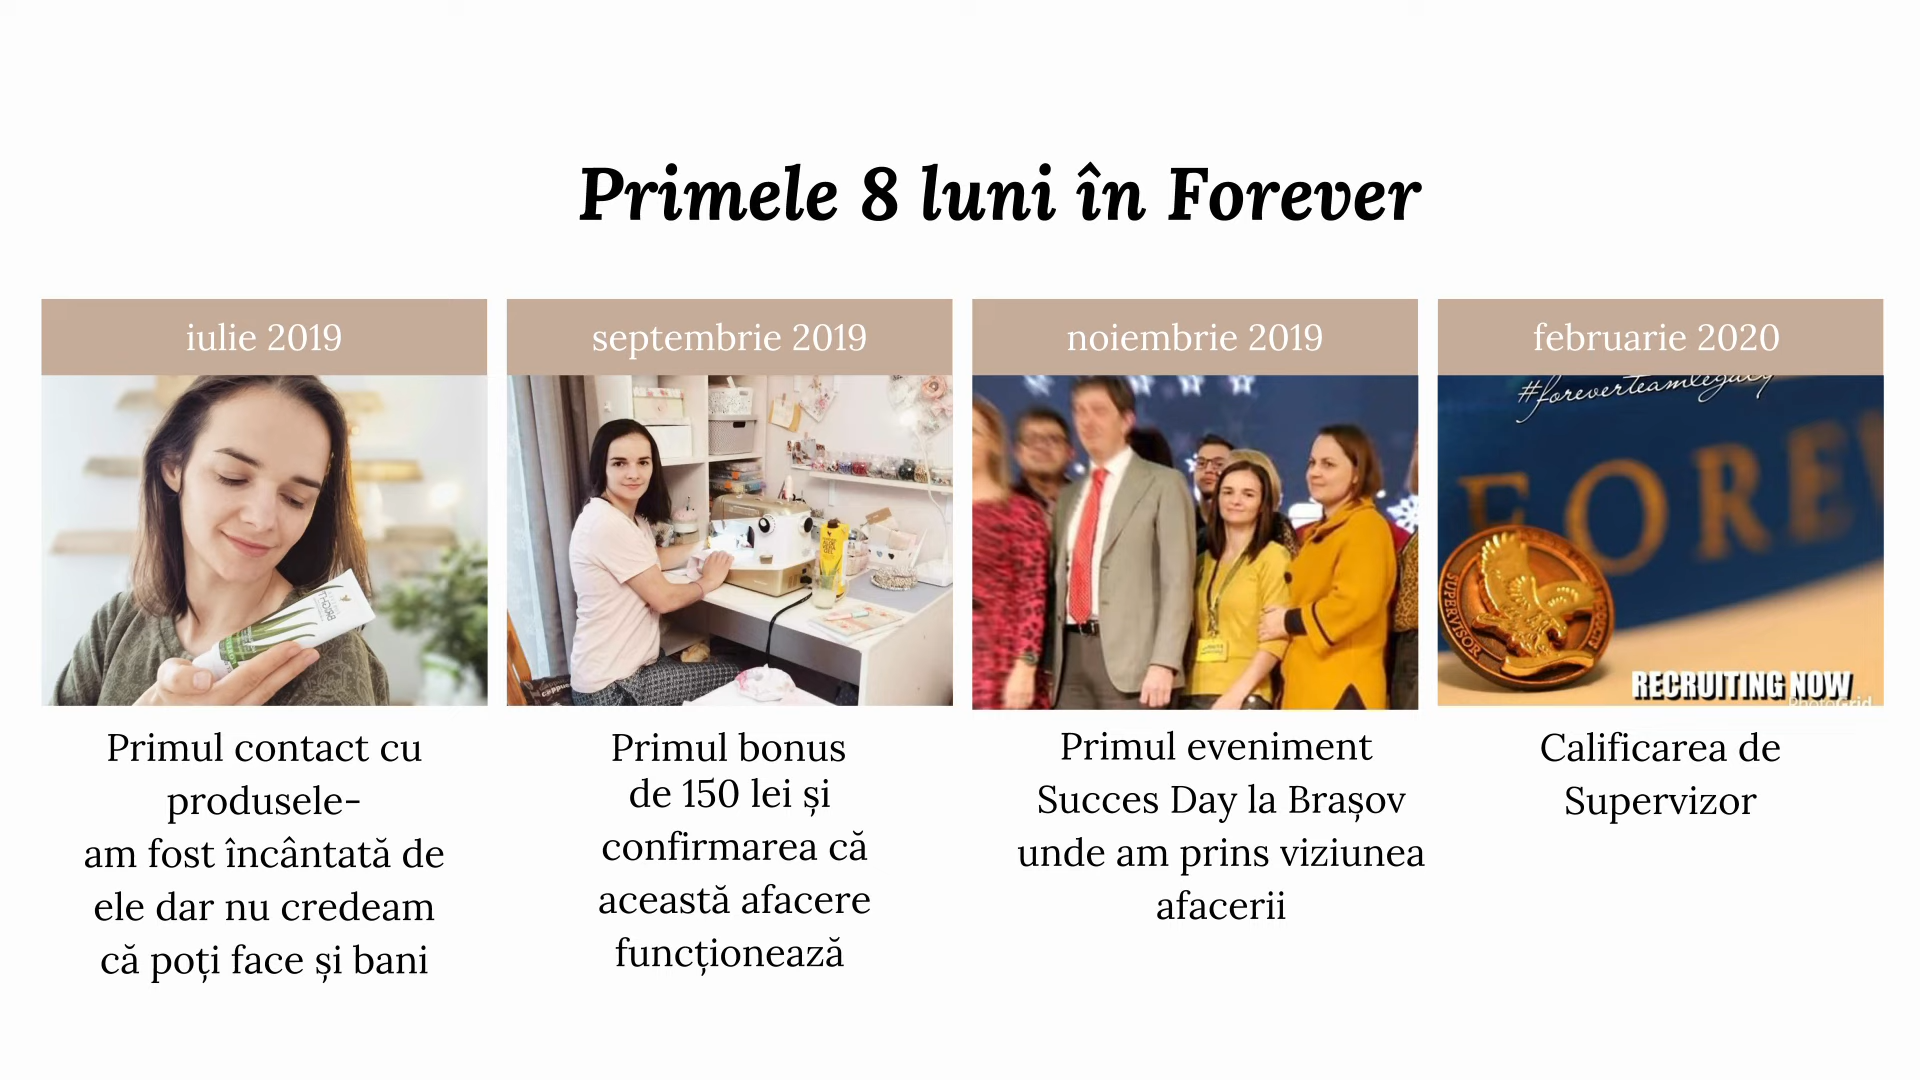 Primele 8 luni în Forever
iulie 2019
Primul contact cu
produsele-
am fost încântată de
ele dar nu credeam
că poți face și bani
septembrie 2019
Primul bonus
de 150 lei și
confirmarea că
această afacere
funcționează
noiembrie 2019
Primul eveniment
Succes Day la Brașov
unde am prins viziunea
afacerii
februarie 2020
#foreverteamlegacy
FOREV
SUPERVISOR
RECRUITING NOW
PhotoGrid
Calificarea de
Supervizor